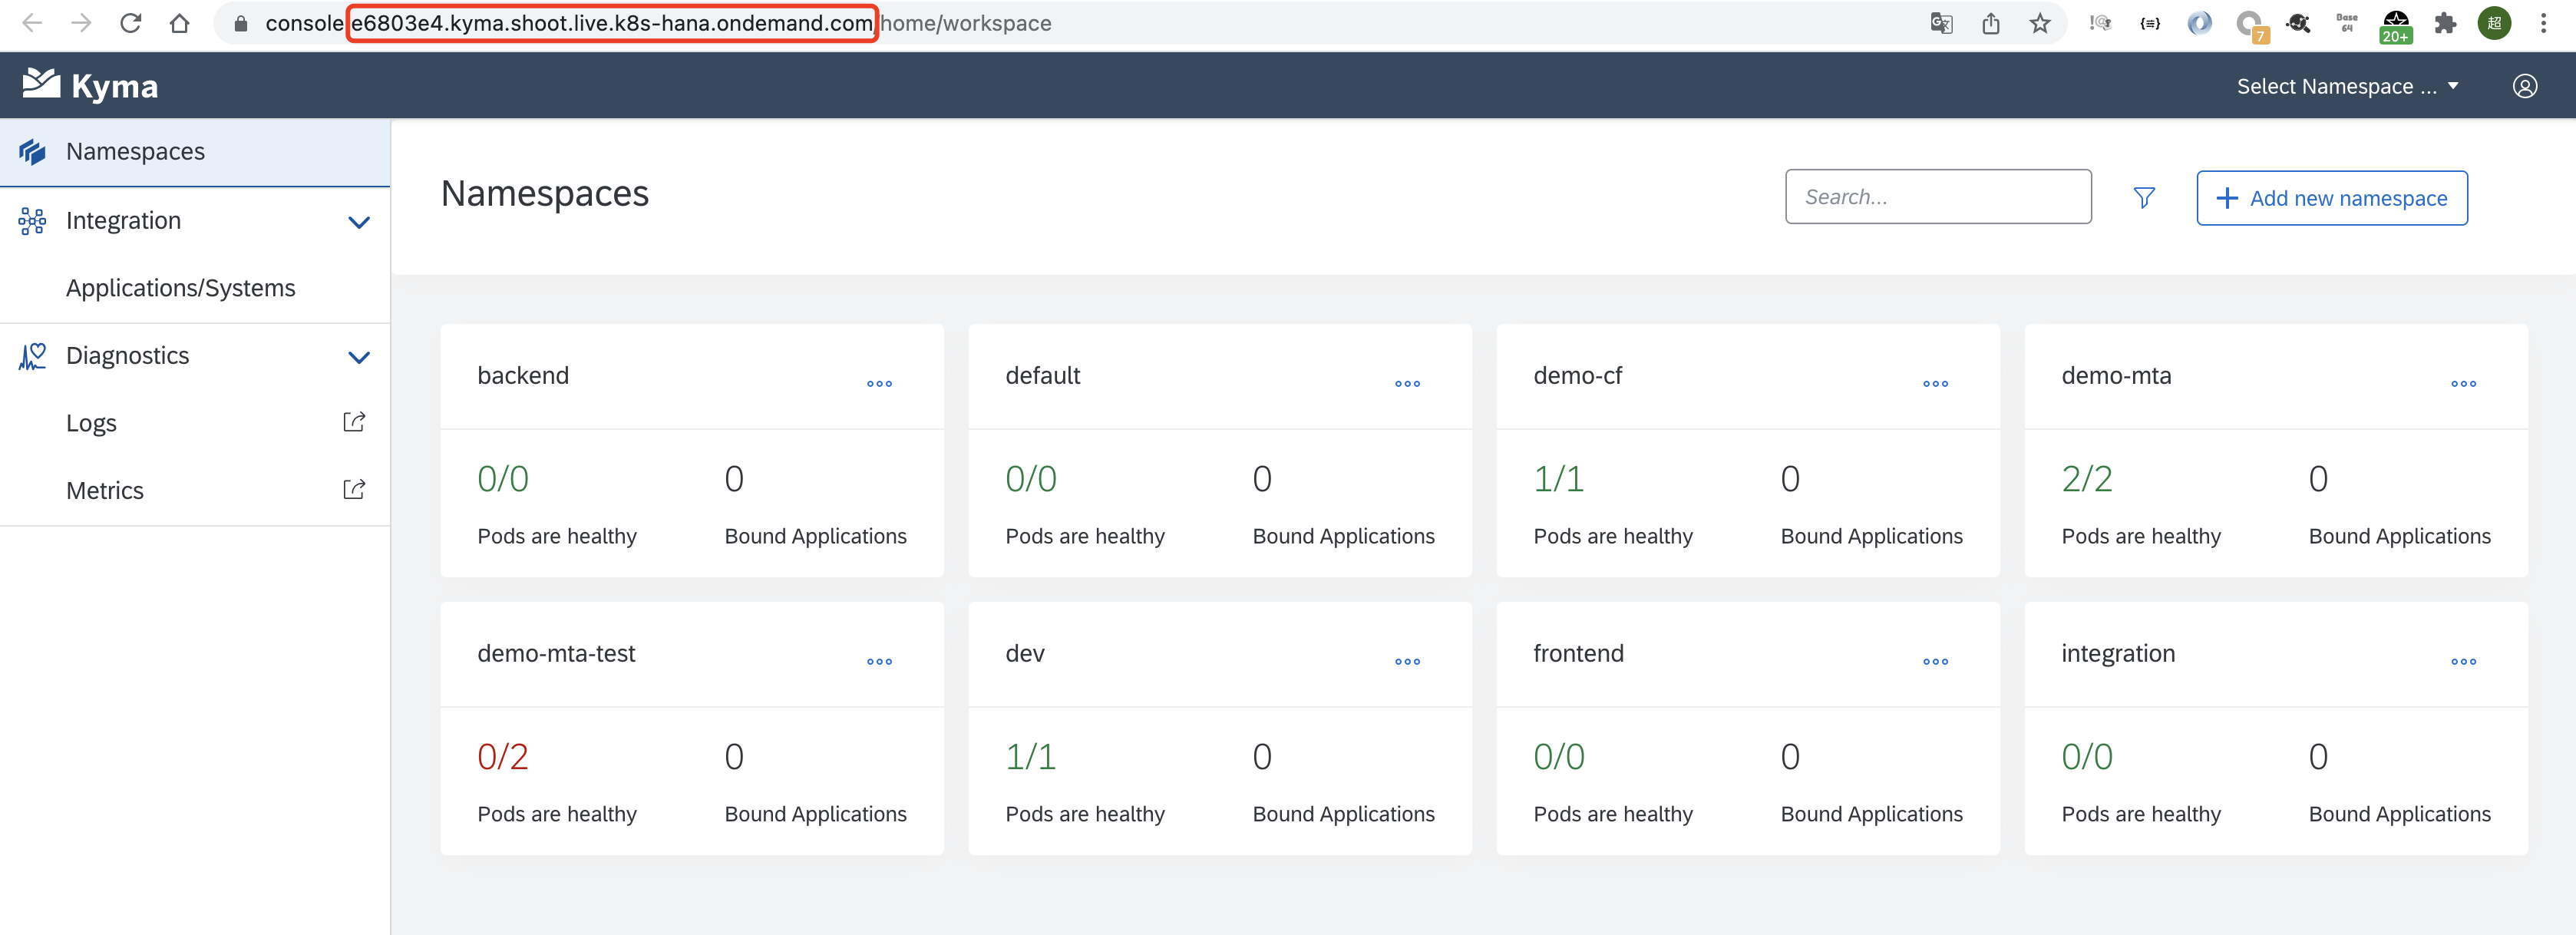 console.e6803e4.kyma.shoot.live.k8s-hana.ondemand.com/home/workspace
7
Base
64
20+
超
Kyma
Select Namespace ...
Namespaces
Integration
Applications/Systems
Diagnostics
Logs
Metrics
Namespaces
Search...
Add new namespace
backend
default
demo-cf
demo-mta
0/0 0 0/0 0 1/1 0 2/2 0
Pods are healthy Bound Applications Pods are healthy Bound Applications Pods are healthy Bound Applications Pods are healthy Bound Applications
demo-mta-test
dev
frontend
integration
0/2 0 1/1 0 0/0 0 0/0 0
Pods are healthy Bound Applications Pods are healthy Bound Applications Pods are healthy Bound Applications Pods are healthy Bound Applications